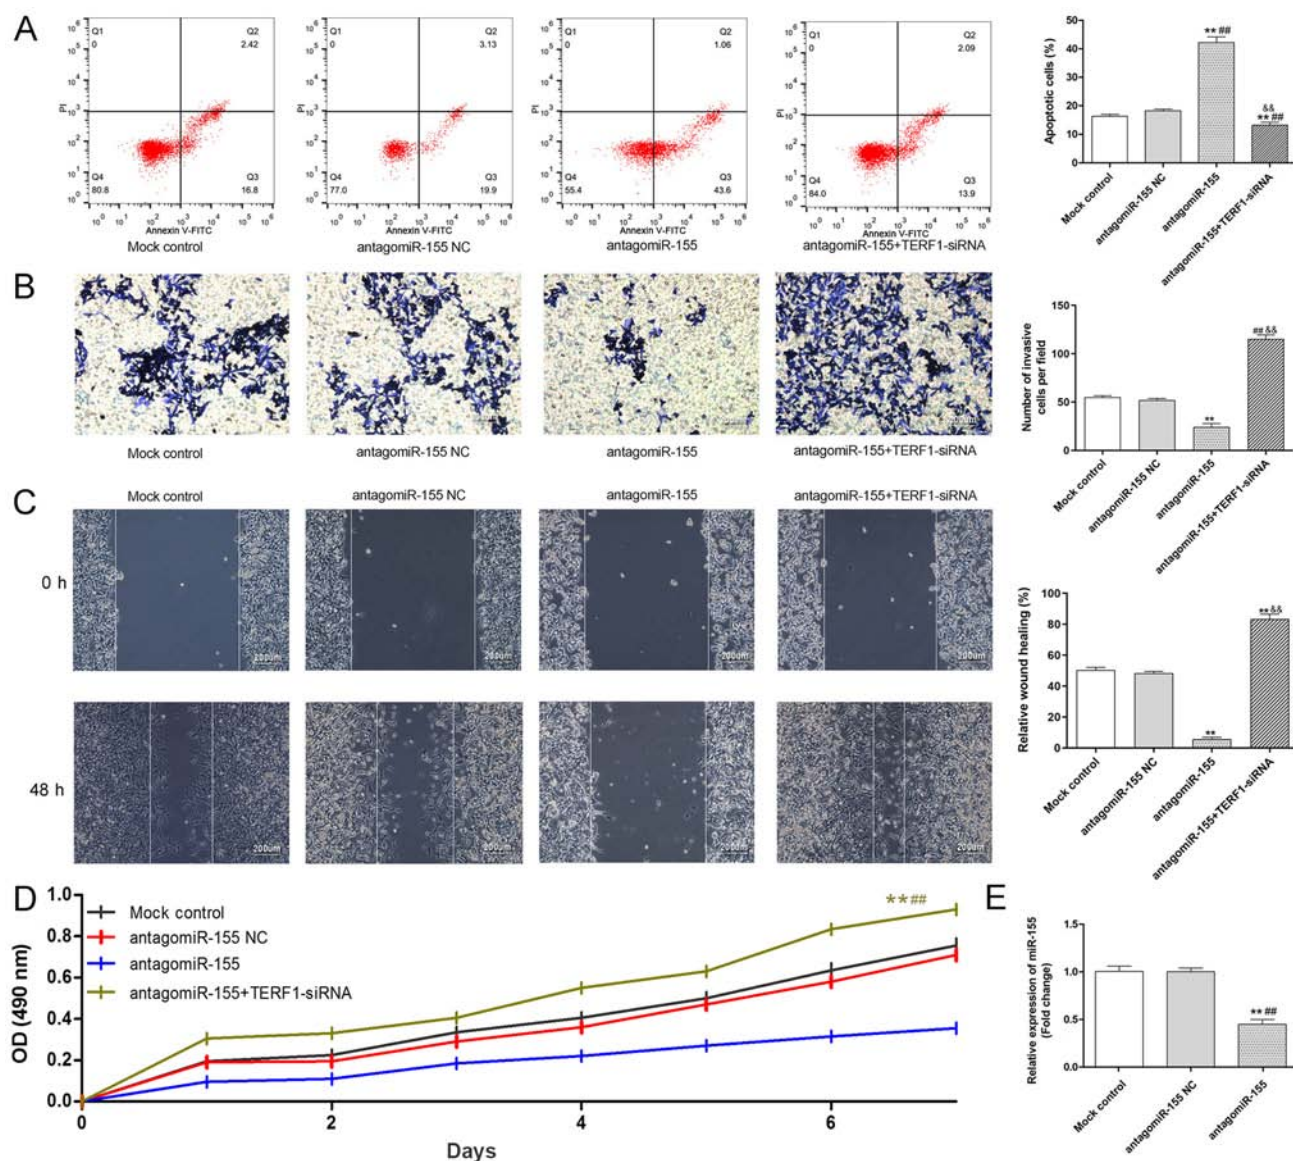 A
Q1
0
Q2
2.42
Q4
80.8
Q3
16.8
PI
Annexin V-FITC
Mock control
Q1
0
Q2
3.13
Q4
77.0
Q3
19.9
PI
Annexin V-FITC
antagomiR-155 NC
Q1
0
Q2
1.06
Q4
55.4
Q3
43.6
PI
Annexin V-FITC
antagomiR-155
Q1
0
Q2
2.09
Q4
84.0
Q3
13.9
PI
Annexin V-FITC
antagomiR-155+TERF1-siRNA
Apoptotic cells (%)
50
40
30
20
10
0
** ##
&&
** ##
Mock control
antagomiR-155 NC
antagomiR-155
antagomiR-155+TERF1-siRNA
B
Mock control
antagomiR-155 NC
antagomiR-155
antagomiR-155+TERF1-siRNA
Number of invasive
cells per field
150
100
50
0
**
## &&
Mock control
antagomiR-155 NC
antagomiR-155
antagomiR-155+TERF1-siRNA
C
Mock control
antagomiR-155 NC
antagomiR-155
antagomiR-155+TERF1-siRNA
0 h
200um
200um
200um
200um
48 h
200um
200um
200um
200um
Relative wound healing (%)
100
80
60
40
20
0
**
** &&
Mock control
antagomiR-155 NC
antagomiR-155
antagomiR-155+TERF1-siRNA
D
OD (490 nm)
1.0
0.8
0.6
0.4
0.2
0.0
Mock control
antagomiR-155 NC
antagomiR-155
antagomiR-155+TERF1-siRNA
**##
0
2
4
6
Days
E
Relative expression of miR-155
(Fold change)
1.5
1.0
0.5
0.0
** ##
Mock control
antagomiR-155 NC
antagomiR-155